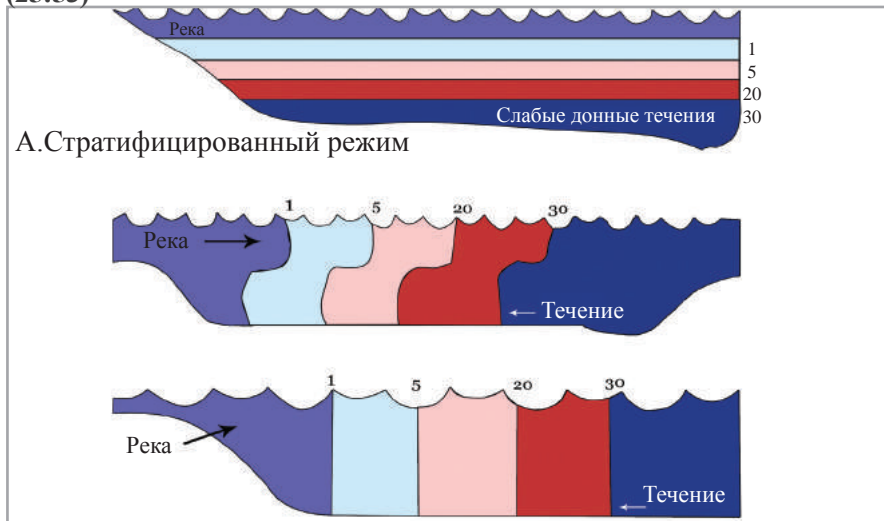 Река
1
5
20
Слабые донные течения 30
А.Стратифицированный режим
1 5 20 30
Река
Течение
1 5 20 30
Река
Течение